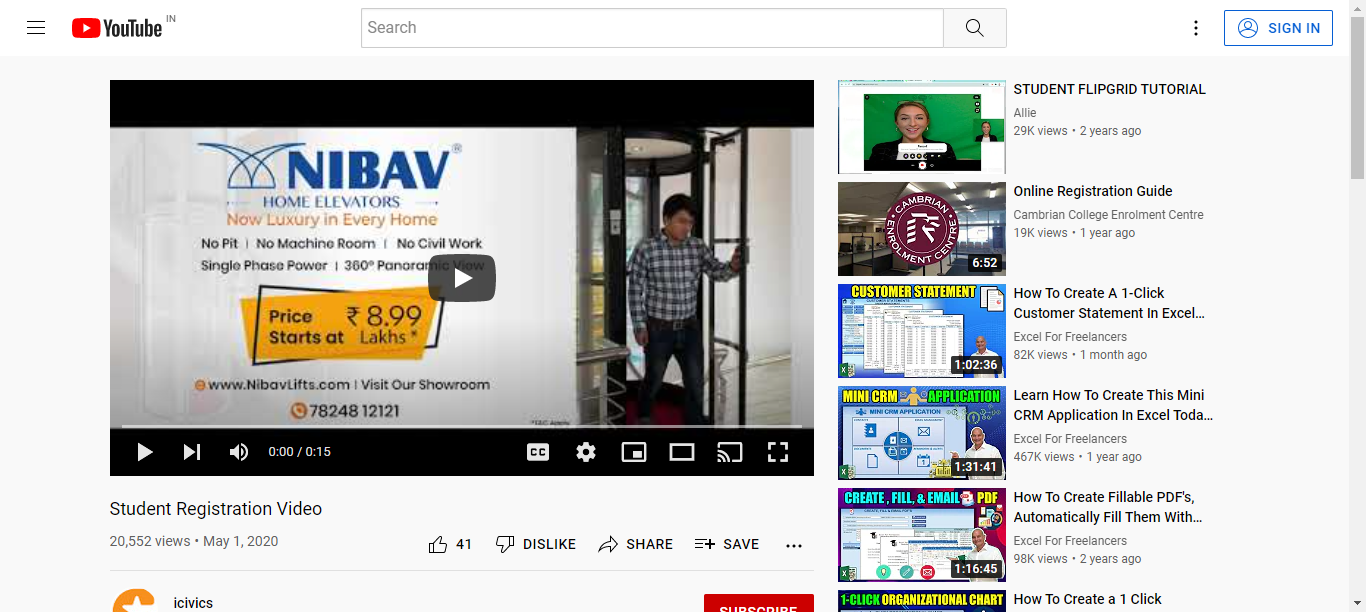 YouTube IN
Search
SIGN IN
NIBAV®
HOME ELEVATORS
Now Luxury in Every Home
No Pit | No Machine Room | No Civil Work
Single Phase Power | 360° Panoramic View
Price
Starts at
₹ 8.99
Lakhs *
www.NibavLifts.com | Visit Our Showroom
78248 12121
0:00 / 0:15
CC
Student Registration Video
20,552 views • May 1, 2020
41
DISLIKE
SHARE
SAVE
icivics
SUBSCRIBE
STUDENT FLIPGRID TUTORIAL
Allie
29K views • 2 years ago
CAMBRIAN
ENROLMENT CENTRE
6:52
Online Registration Guide
Cambrian College Enrolment Centre
19K views • 1 year ago
CUSTOMER STATEMENT
1:02:36
How To Create A 1-Click
Customer Statement In Excel...
Excel For Freelancers
82K views • 1 month ago
MINI CRM APPLICATION
MINI CRM APPLICATION
1:31:41
Learn How To Create This Mini
CRM Application In Excel Toda...
Excel For Freelancers
467K views • 1 year ago
CREATE, FILL, & EMAIL PDF
1:16:45
How To Create Fillable PDF's,
Automatically Fill Them With...
Excel For Freelancers
98K views • 2 years ago
1-CLICK ORGANIZATIONAL CHART
How To Create a 1 Click